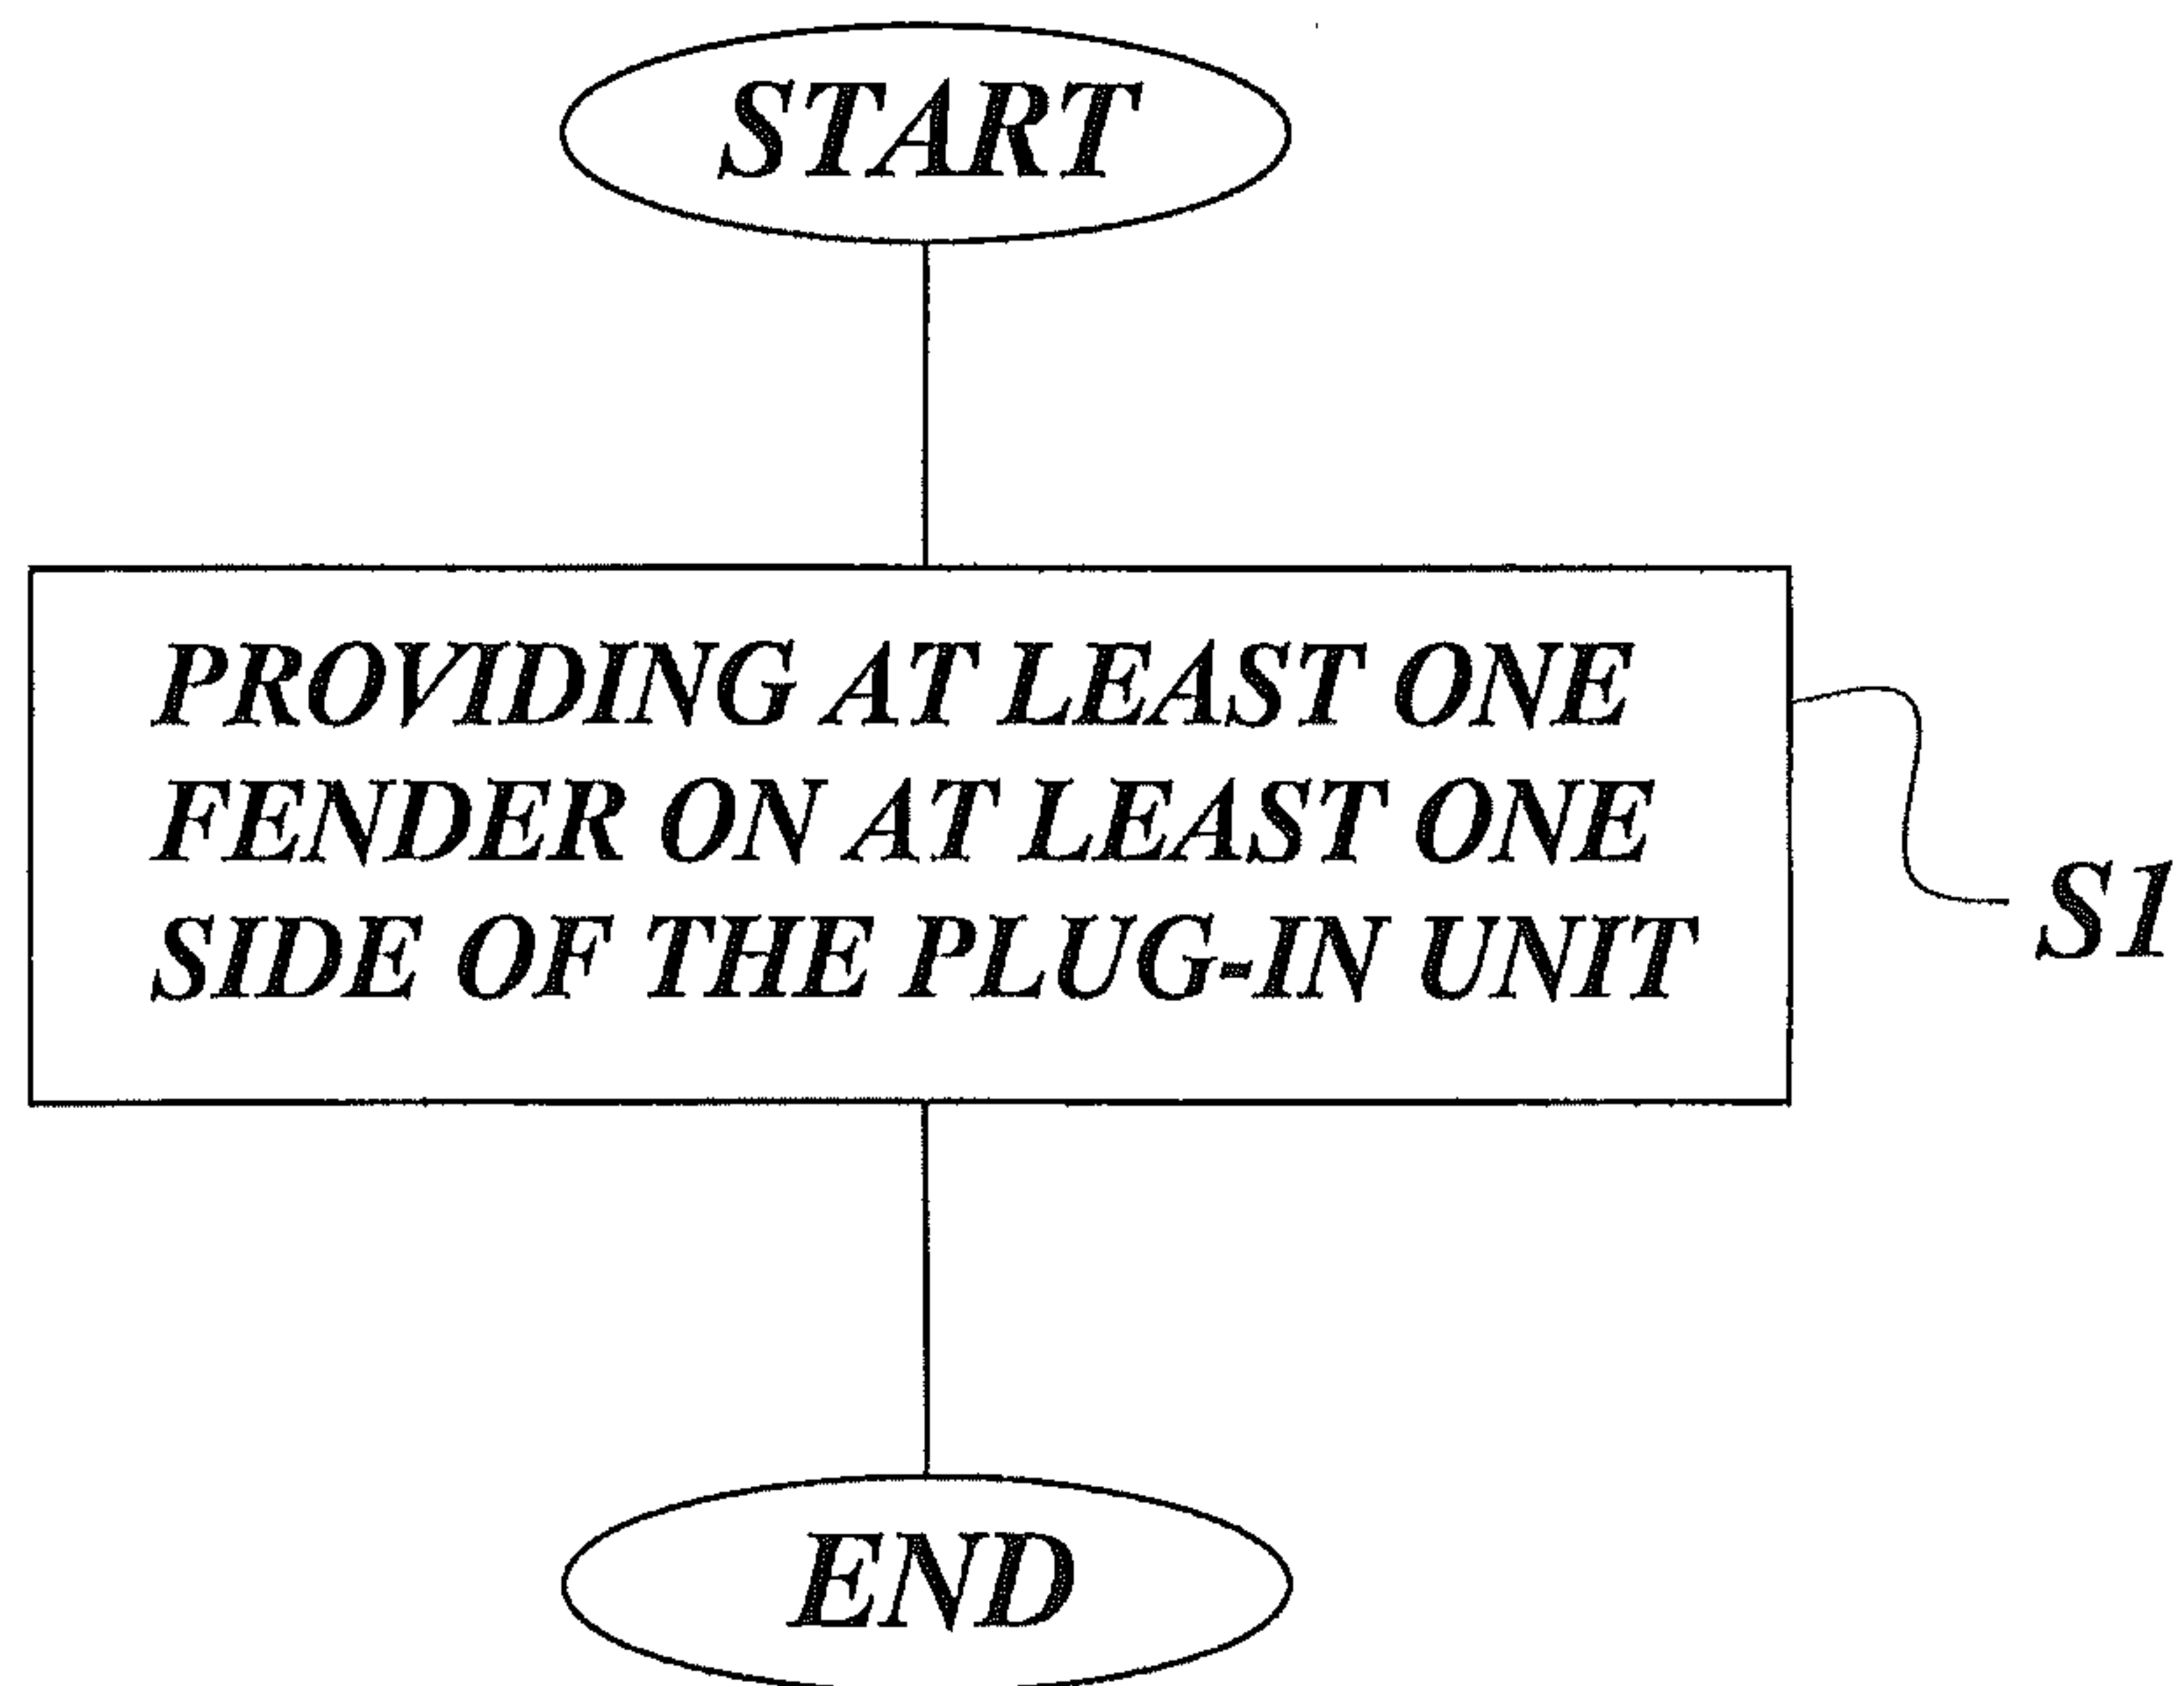 START
PROVIDING AT LEAST ONE
FENDER ON AT LEAST ONE
SIDE OF THE PLUG-IN UNIT
S1
END